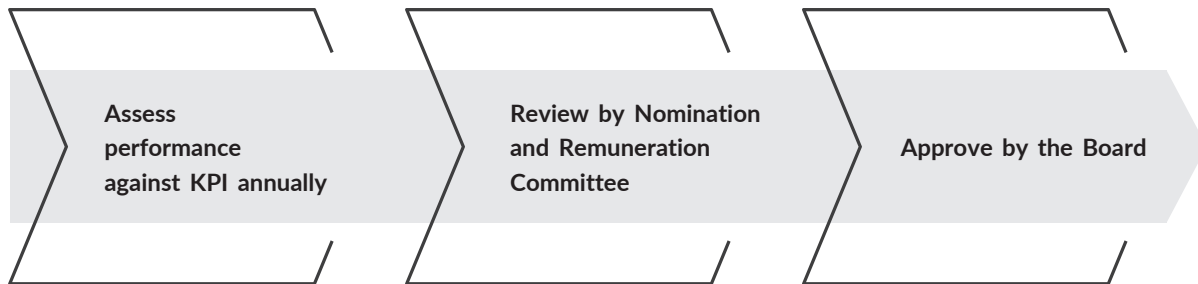 Assess
performance
against KPI annually
Review by Nomination
and Remuneration
Committee
Approve by the Board